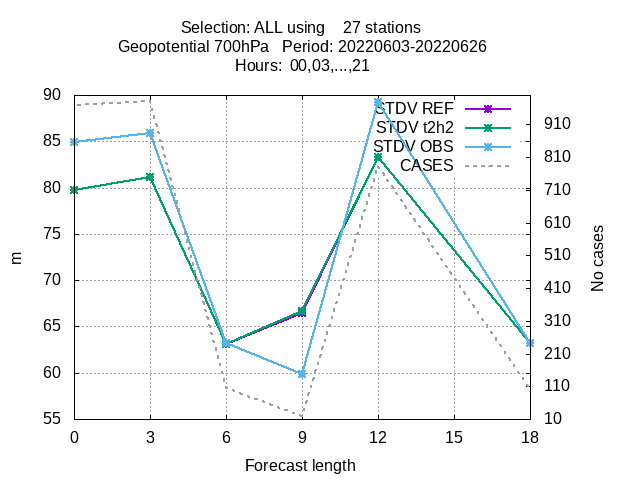 Selection: ALL using    27 stations
Geopotential 700hPa   Period: 20220603-20220626
Hours:  00,03,...,21
90
85
80
75
70
65
60
55
m
STDV REF
STDV t2h2
STDV OBS
CASES
910
810
710
610
510
410
310
210
110
10
No cases
0 3 6 9 12 15 18
Forecast length